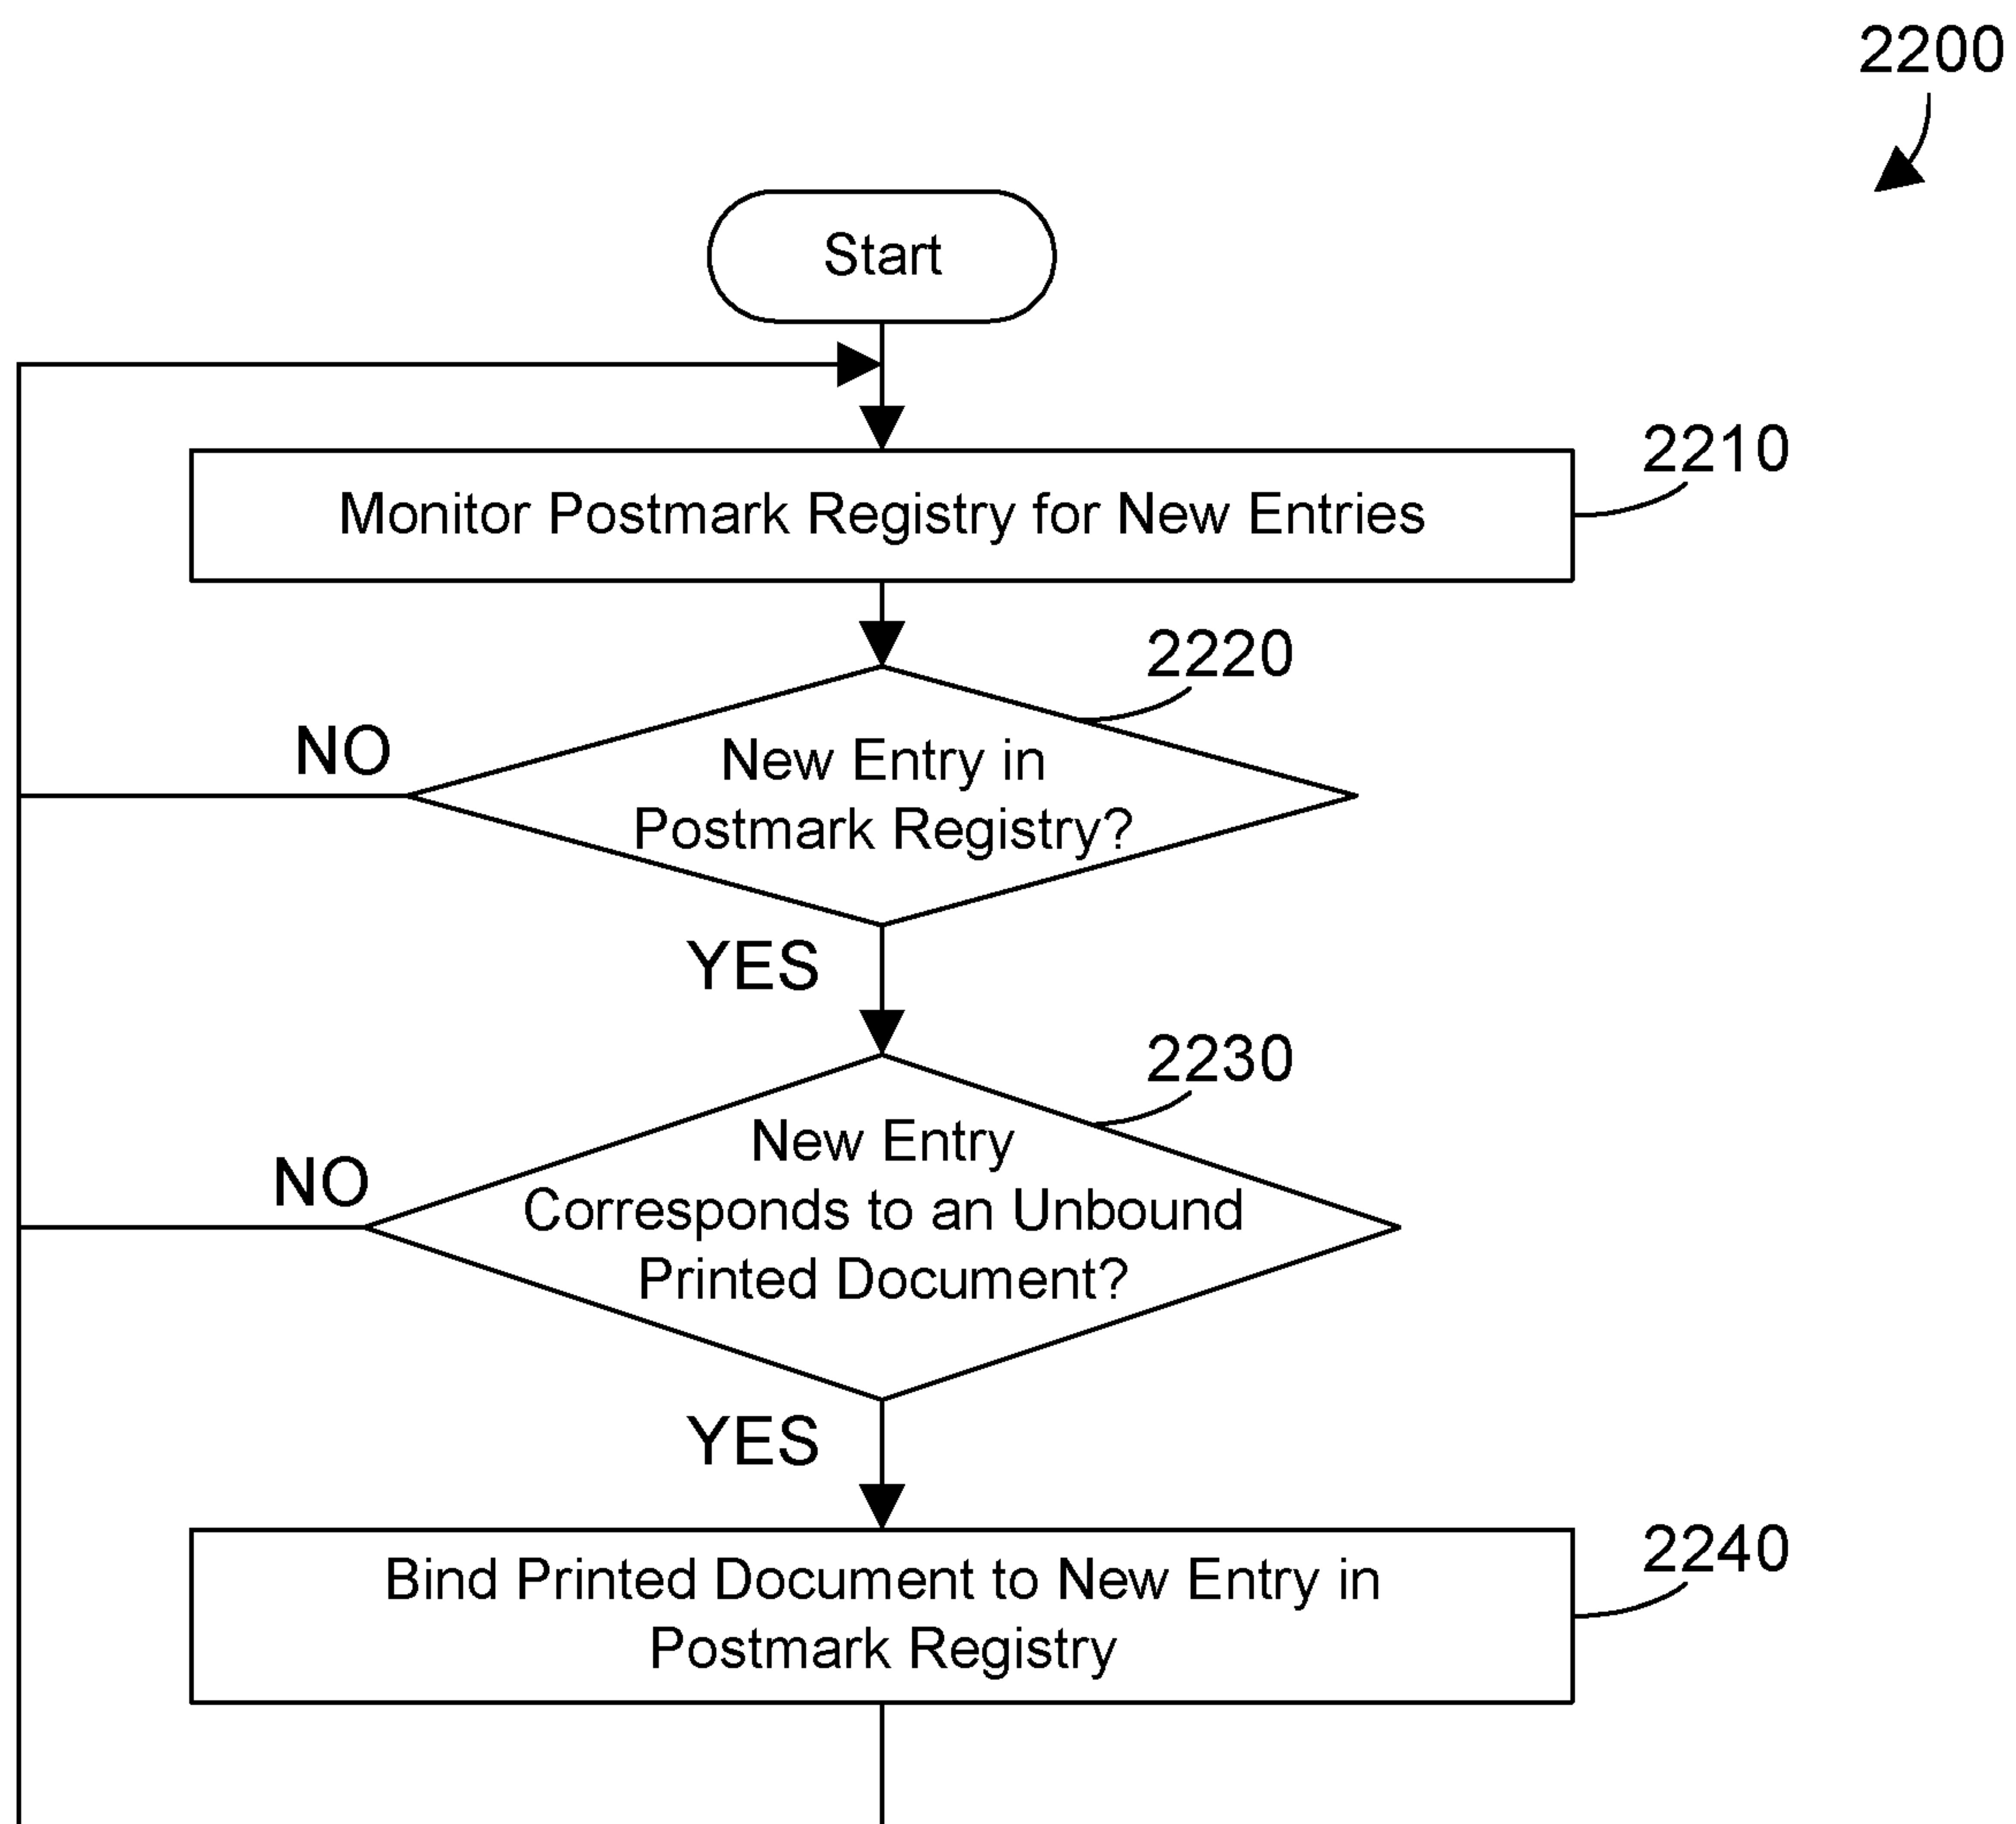 2200
Start
Monitor Postmark Registry for New Entries
2210
2220
New Entry in
Postmark Registry?
NO
YES
2230
New Entry
Corresponds to an Unbound
Printed Document?
NO
YES
2240
Bind Printed Document to New Entry in
Postmark Registry